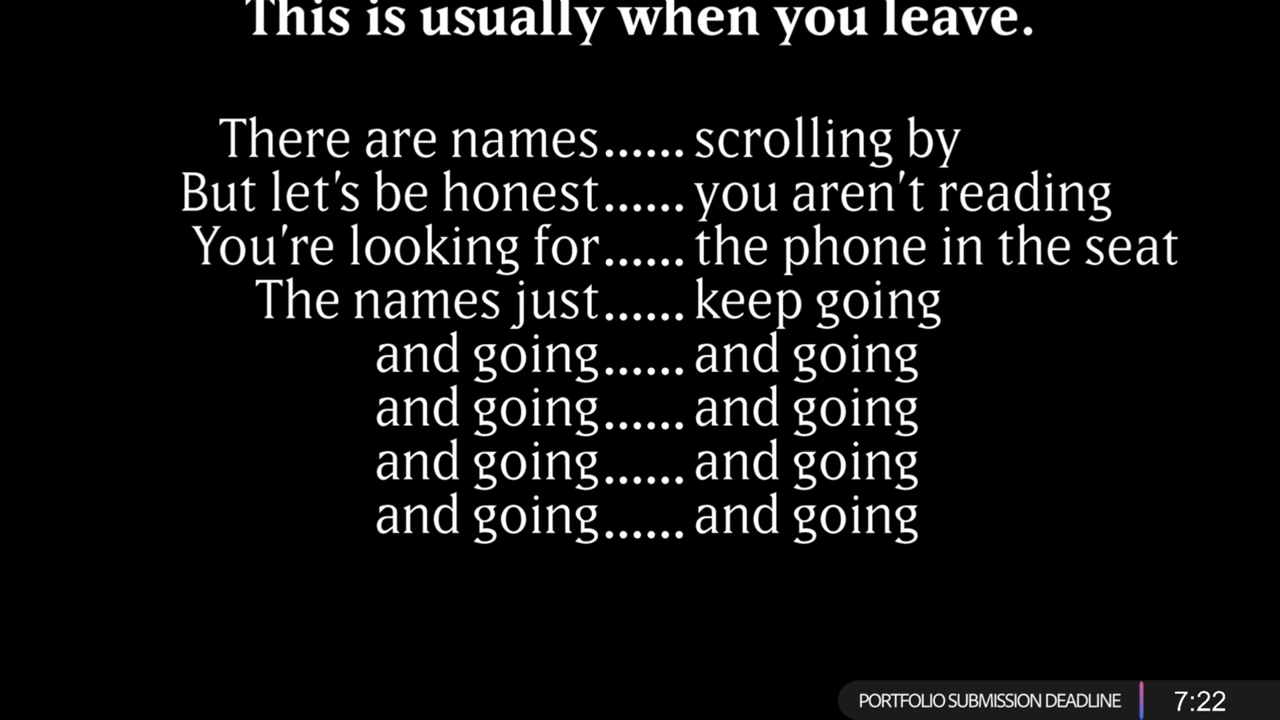 This is usually when you leave.
There are names...... scrolling by
But let's be honest...... you aren't reading
You're looking for...... the phone in the seat
The names just...... keep going
and going...... and going
and going...... and going
and going...... and going
and going...... and going
PORTFOLIO SUBMISSION DEADLINE 7:22